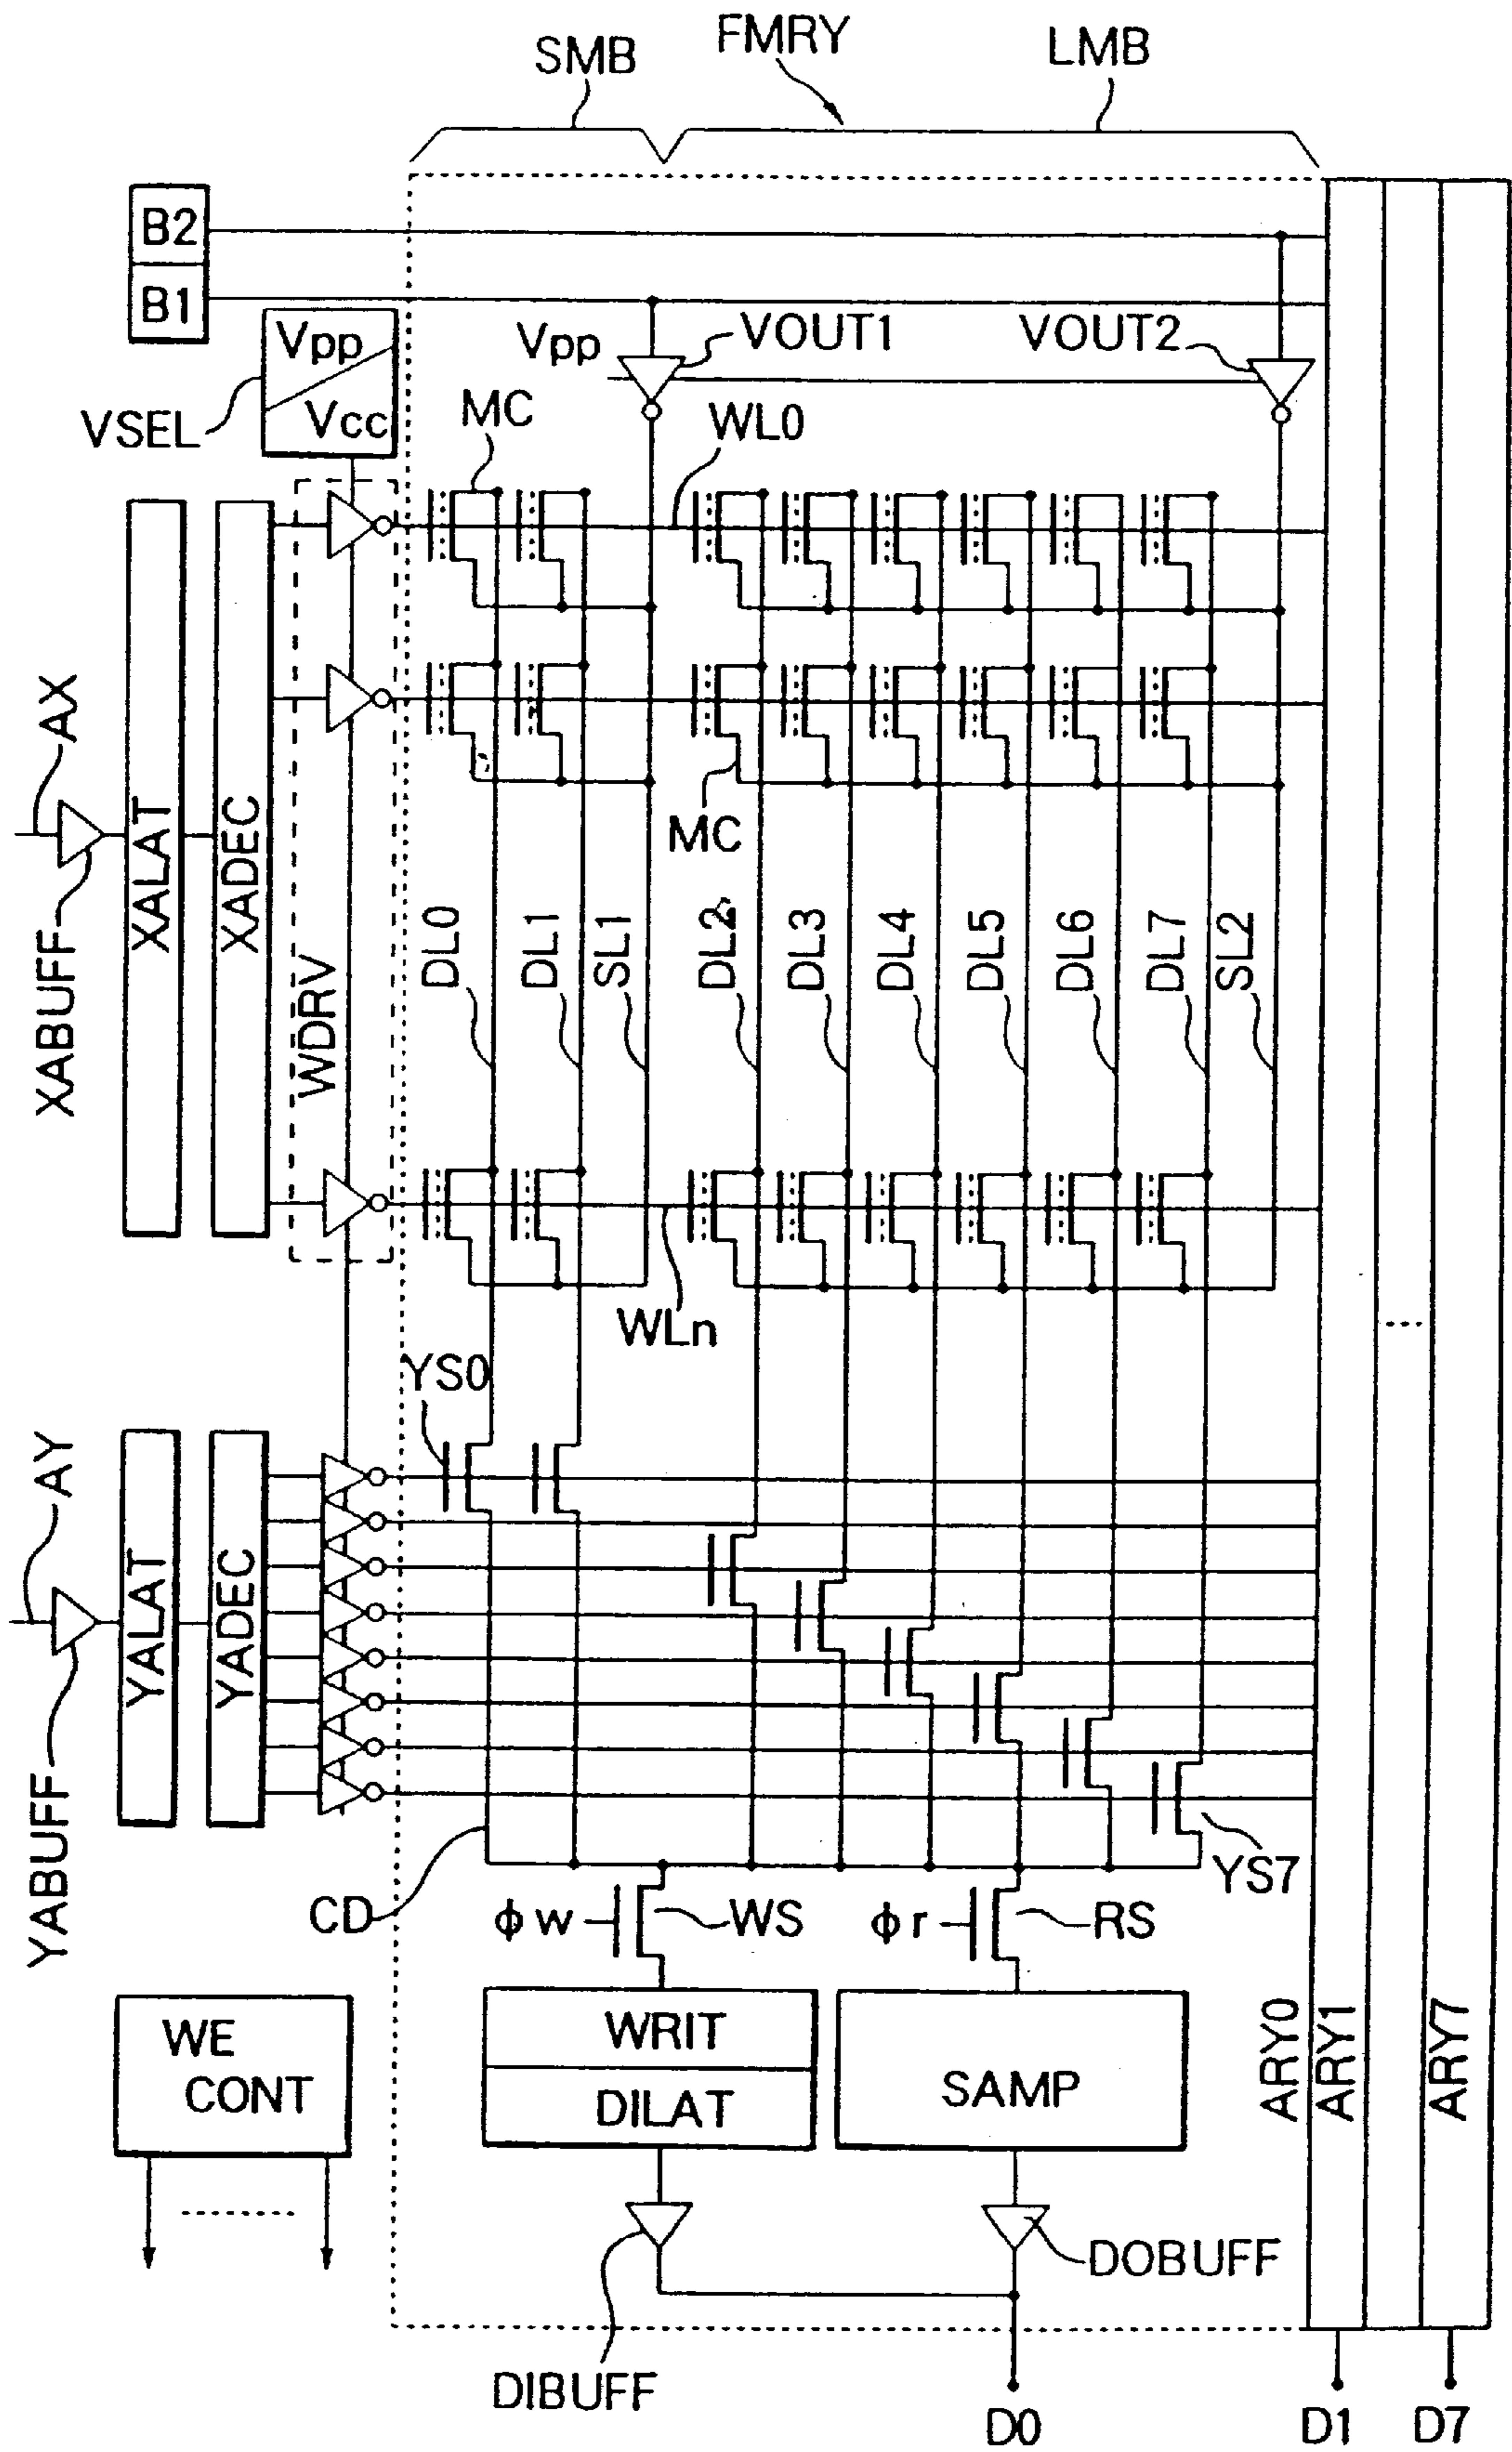 SMB
FMRY
LMB
B2
B1
Vpp
Vcc
VSEL
Vpp
VOUT1
VOUT2
MC
WL0
AX
XABUFF
XALAT
XADEC
WDRV
MC
DL0
DL1
SL1
DL2
DL3
DL4
DL5
DL6
DL7
SL2
WLn
YS0
AY
YABUFF
YALAT
YADEC
CD
ϕw
WS
ϕr
RS
YS7
WE
CONT
WRIT
DILAT
SAMP
ARY0
ARY1
ARY7
DIBUFF
DOBUFF
D0
D1
D7